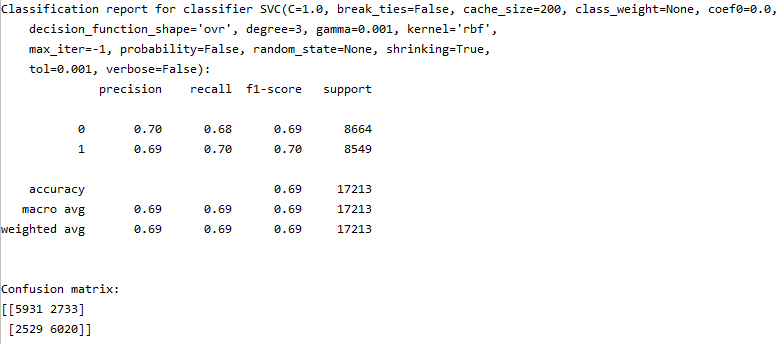 Classification report for classifier SVC(C=1.0, break_ties=False, cache_size=200, class_weight=None, coef0=0.0,
    decision_function_shape='ovr', degree=3, gamma=0.001, kernel='rbf',
    max_iter=-1, probability=False, random_state=None, shrinking=True,
    tol=0.001, verbose=False):
              precision    recall  f1-score   support

           0       0.70      0.68      0.69      8664
           1       0.69      0.70      0.70      8549

    accuracy                           0.69     17213
   macro avg       0.69      0.69      0.69     17213
weighted avg       0.69      0.69      0.69     17213


Confusion matrix:
[[5931 2733]
 [2529 6020]]